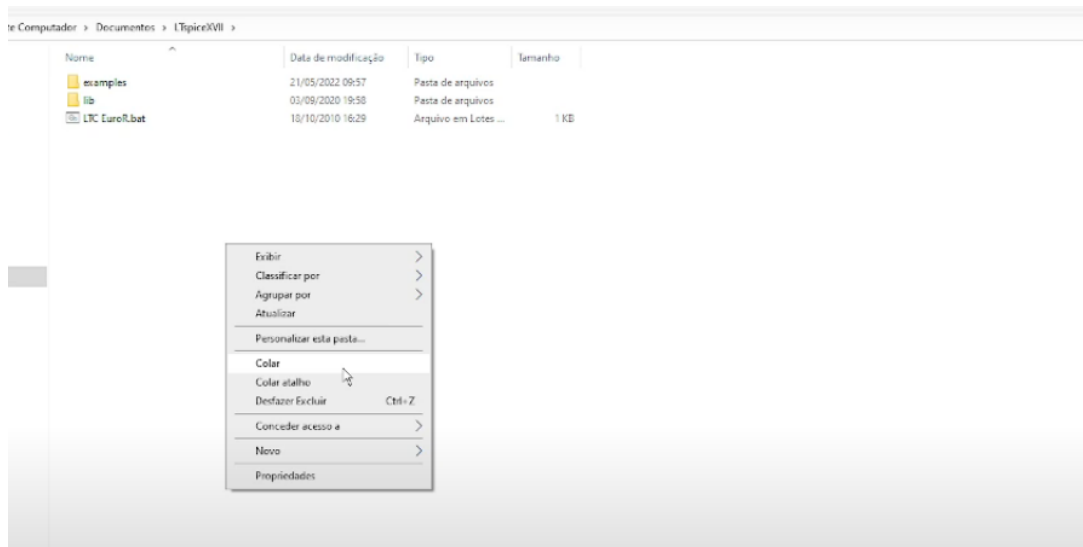 te Computador > Documentos > LTspiceXVII >
Nome Data de modificação Tipo Tamanho
examples 21/05/2022 09:57 Pasta de arquivos
lib 03/09/2020 19:58 Pasta de arquivos
LTC EuroR.bat 18/10/2010 16:29 Arquivo em Lotes ... 1 KB
Exibir
Classificar por
Agrupar por
Atualizar
Personalizar esta pasta...
Colar
Colar atalho
Desfazer Excluir Ctrl+Z
Conceder acesso a
Novo
Propriedades